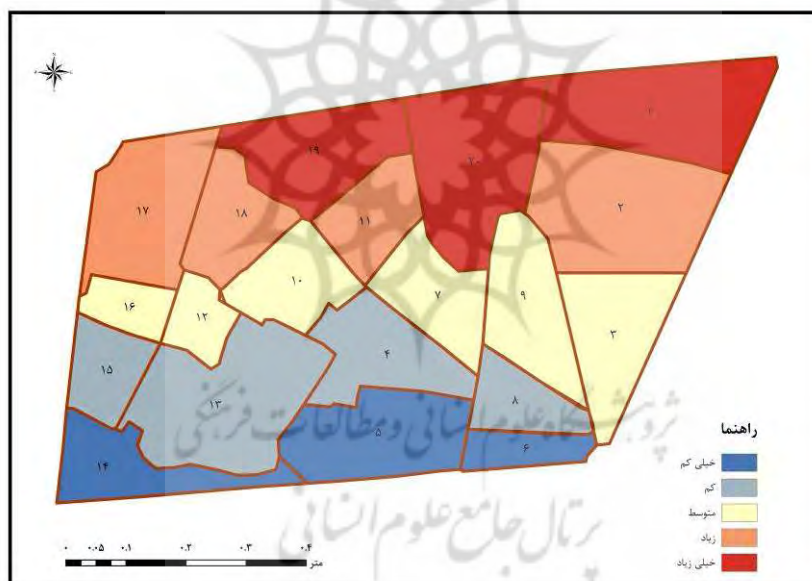 ۱
۱۹
۲۰
۲
۱۷
۱۸
۱۱
۱۰
۷
۹
۳
۱۶
۱۲
۱۵
۴
۸
۱۳
۵
۶
۱۴
راهنما
خیلی کم
کم
متوسط
زیاد
خیلی زیاد
۰ ۰.۰۵ ۰.۱ ۰.۲ ۰.۳ ۰.۴
متر
پژوهشگاه علوم انسانی و مطالعات فرهنگی
پرتال جامع علوم انسانی